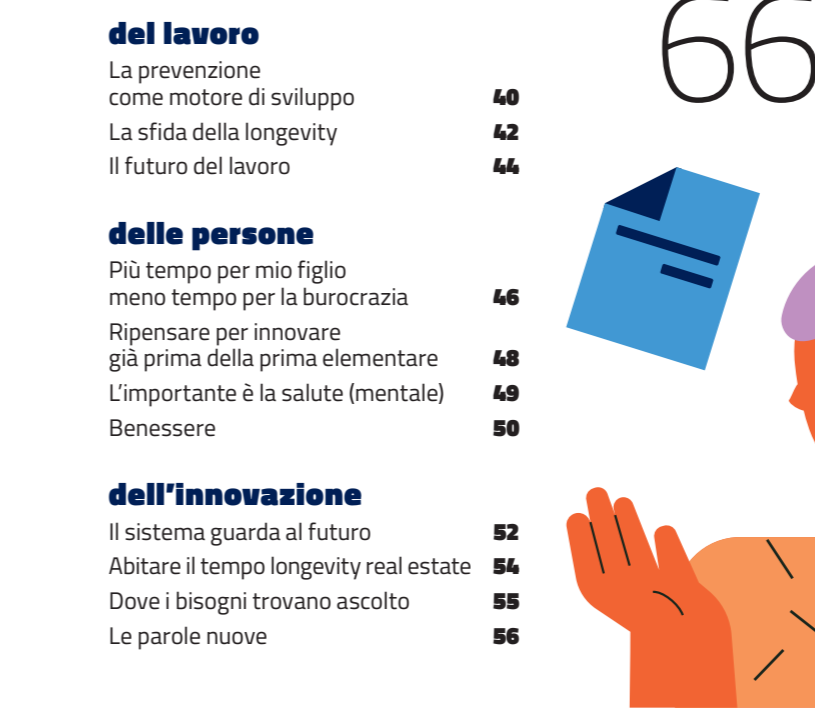 del lavoro
La prevenzione
come motore di sviluppo 40
La sfida della longevity 42
Il futuro del lavoro 44
delle persone
Più tempo per mio figlio
meno tempo per la burocrazia 46
Ripensare per innovare
già prima della prima elementare 48
L’importante è la salute (mentale) 49
Benessere 50
dell’innovazione
Il sistema guarda al futuro 52
Abitare il tempo longevity real estate 54
Dove i bisogni trovano ascolto 55
Le parole nuove 56
66